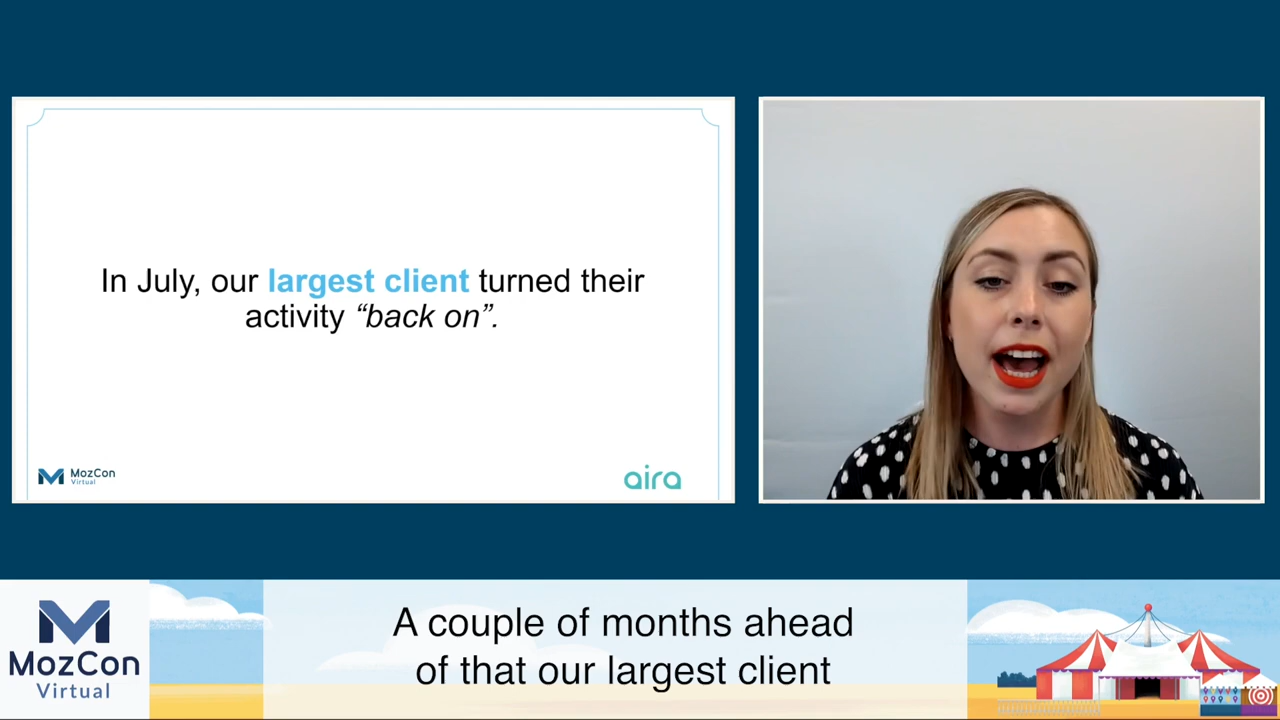 In July, our largest client turned their
activity “back on”.
MozCon
Virtual
aira
MozCon
Virtual
A couple of months ahead
of that our largest client